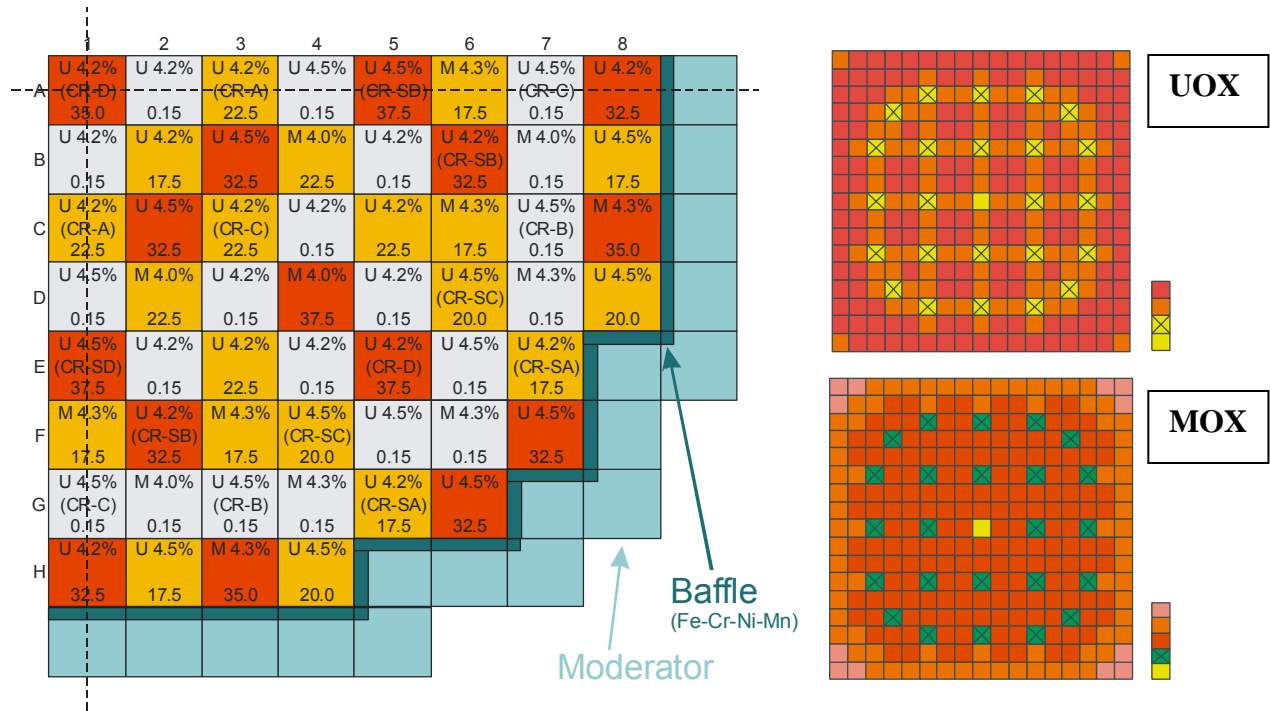 1 2 3 4 5 6 7 8
A
U 4.2% U 4.2% U 4.2% U 4.5% U 4.5% M 4.3% U 4.5% U 4.2%
(CR-D) (CR-A) (CR-SD) (CR-C)
35.0 0.15 22.5 0.15 37.5 17.5 0.15 32.5
B
U 4.2% U 4.2% U 4.5% M 4.0% U 4.2% U 4.2% M 4.0% U 4.5%
(CR-SB)
0.15 17.5 32.5 22.5 0.15 32.5 0.15 17.5
C
U 4.2% U 4.5% U 4.2% U 4.2% U 4.2% M 4.3% U 4.5% M 4.3%
(CR-A) (CR-C) (CR-B)
22.5 32.5 22.5 0.15 22.5 17.5 0.15 35.0
D
U 4.5% M 4.0% U 4.2% M 4.0% U 4.2% U 4.5% M 4.3% U 4.5%
(CR-SC)
0.15 22.5 0.15 37.5 0.15 20.0 0.15 20.0
E
U 4.5% U 4.2% U 4.2% U 4.2% U 4.2% U 4.5% U 4.2%
(CR-SD) (CR-D) (CR-SA)
37.5 0.15 22.5 0.15 37.5 0.15 17.5
F
M 4.3% U 4.2% M 4.3% U 4.5% U 4.5% M 4.3% U 4.5%
(CR-SB) (CR-SC)
17.5 32.5 17.5 20.0 0.15 0.15 32.5
G
U 4.5% M 4.0% U 4.5% M 4.3% U 4.2% U 4.5%
(CR-C) (CR-B) (CR-SA)
0.15 0.15 0.15 0.15 17.5 32.5
H
U 4.2% U 4.5% M 4.3% U 4.5%
32.5 17.5 35.0 20.0
Baffle
(Fe-Cr-Ni-Mn)
Moderator
UOX
MOX